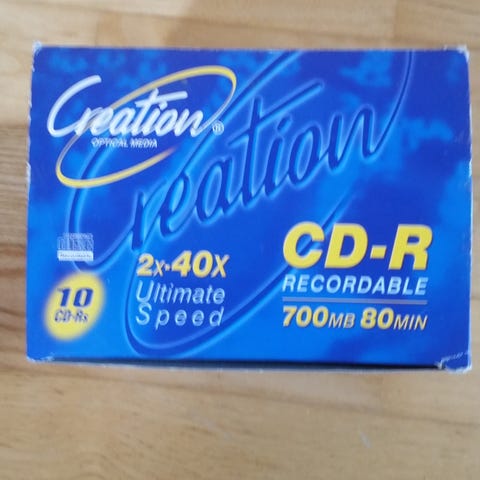 Creation®
OPTICAL MEDIA
Creation
CD-R
RECORDABLE
700MB 80MIN
2x-40X
Ultimate
Speed
10
CD-Rs